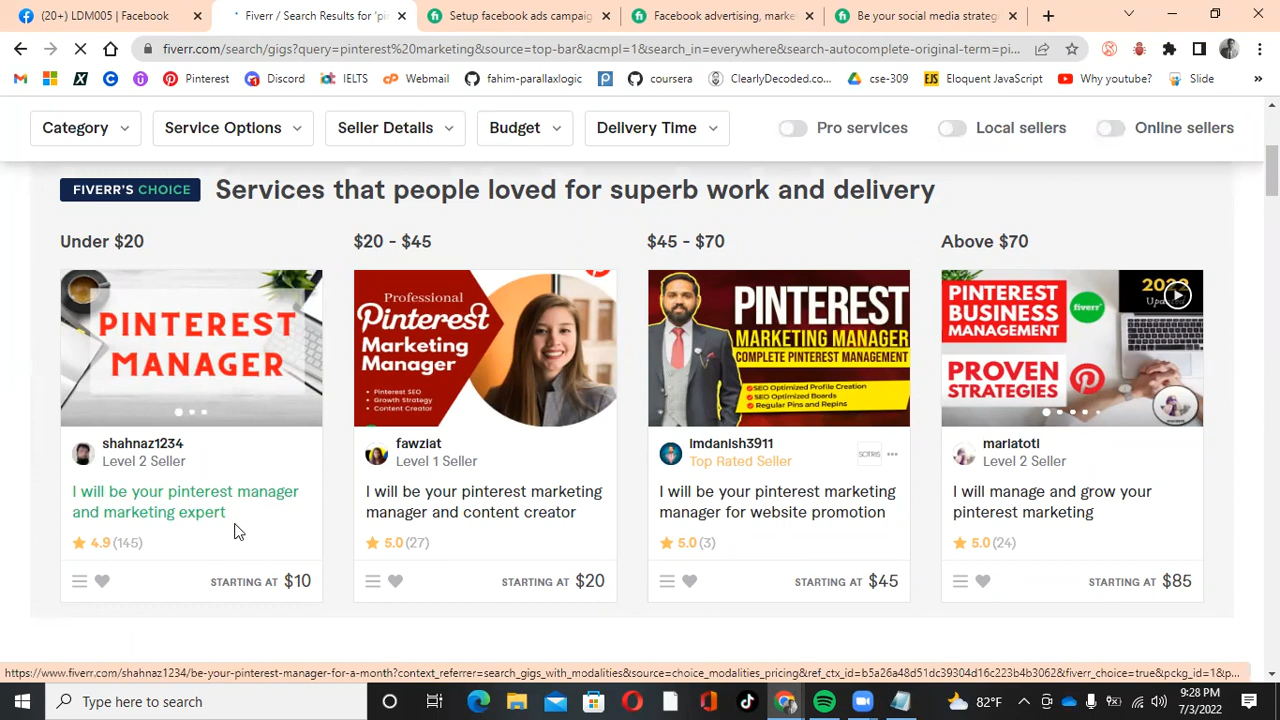 (20+) LDM005 | Facebook
Fiverr / Search Results for 'pi
Setup facebook ads campaig
Facebook advertising, marke
Be your social media strateg
fiverr.com/search/gigs?query=pinterest%20marketing&source=top-bar&acmpl=1&search_in=everywhere&search-autocomplete-original-term=pi...
Pinterest
Discord
IELTS
Webmail
fahim-parallaxlogic
coursera
ClearlyDecoded.co...
cse-309
EJS
Eloquent JavaScript
Why youtube?
Slide
»
Category
Service Options
Seller Details
Budget
Delivery Time
Pro services
Local sellers
Online sellers
FIVERR'S CHOICE
Services that people loved for superb work and delivery
Under $20
$20 - $45
$45 - $70
Above $70
PINTEREST
MANAGER
Professional
Pinterest
Marketing
Manager
• Pinterest SEO
• Growth Strategy
• Content Creator
PINTEREST
MARKETING MANAGER
COMPLETE PINTEREST MANAGEMENT
SEO Optimized Profile Creation
SEO Optimized Boards
Regular Pins and Repins
PINTEREST
BUSINESS
MANAGEMENT
fiverr
PROVEN
STRATEGIES
shahnaz1234
Level 2 Seller
I will be your pinterest manager
and marketing expert
4.9 (145)
STARTING AT $10
fawziat
Level 1 Seller
I will be your pinterest marketing
manager and content creator
5.0 (27)
STARTING AT $20
imdanish3911
Top Rated Seller
I will be your pinterest marketing
manager for website promotion
5.0 (3)
STARTING AT $45
mariatoti
Level 2 Seller
I will manage and grow your
pinterest marketing
5.0 (24)
STARTING AT $85
https://www.fiverr.com/shahnaz1234/be-your-pinterest-manager-for-a-month?context_referrer=search_gigs_with_modalities&source=choice_modalities_pricing&ref_ctx_id=b5a26a48d51dc39304d16c223b4b3062&fiverr_choice=true&pckg_id=1&p...
Type here to search
82°F
9:28 PM
7/3/2022